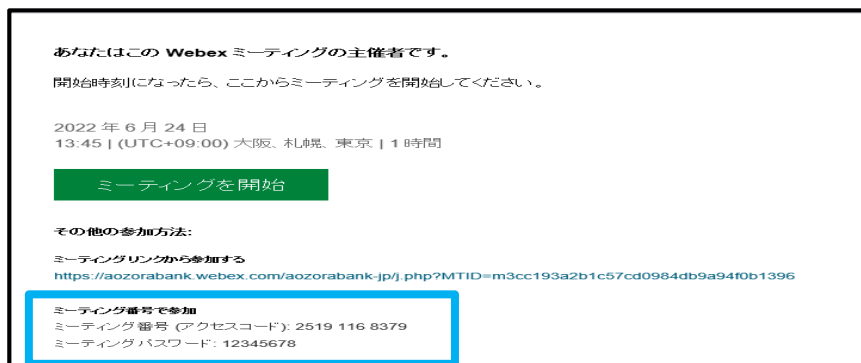 あなたはこの Webex ミーティングの主催者です。
開始時刻になったら、ここからミーティングを開始してください。
2022 年 6 月 24 日
13:45 | (UTC+09:00) 大阪、札幌、東京 | 1 時間
ミーティングを開始
その他の参加方法:
ミーティングリンクから参加する
https://aozorabank.webex.com/aozorabank-jp/j.php?MTID=m3cc193a2b1c57cd0984db9a94f0b1396
ミーティング番号で参加
ミーティング番号 (アクセスコード): 2519 116 8379
ミーティングパスワード: 12345678